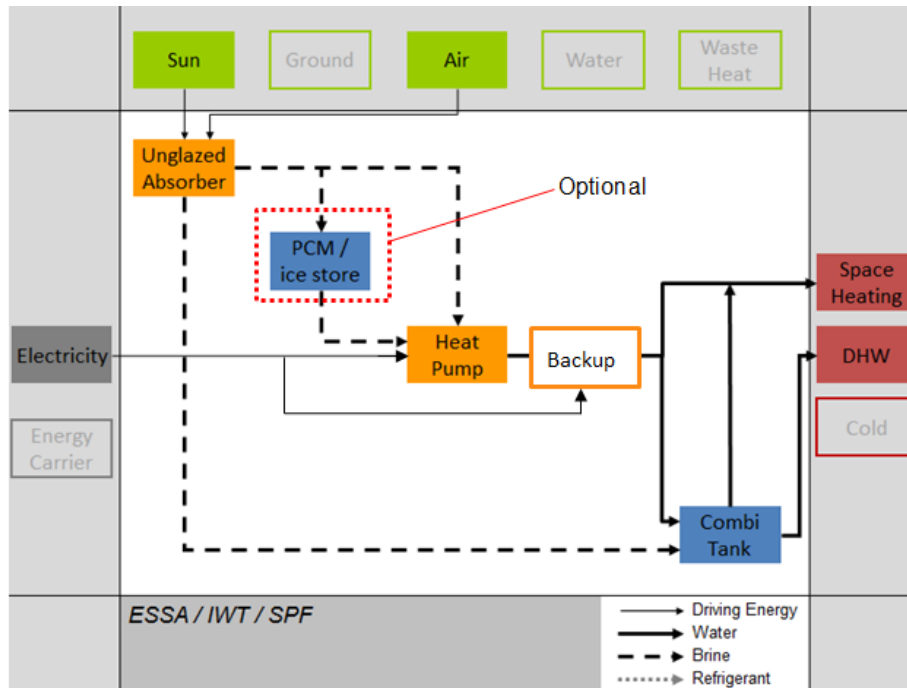 Sun
Ground
Air
Water
Waste
Heat
Unglazed
Absorber
Optional
PCM /
ice store
Space
Heating
Electricity
Heat
Pump
Backup
DHW
Energy
Carrier
Cold
Combi
Tank
ESSA / IWT / SPF
Driving Energy
Water
Brine
Refrigerant